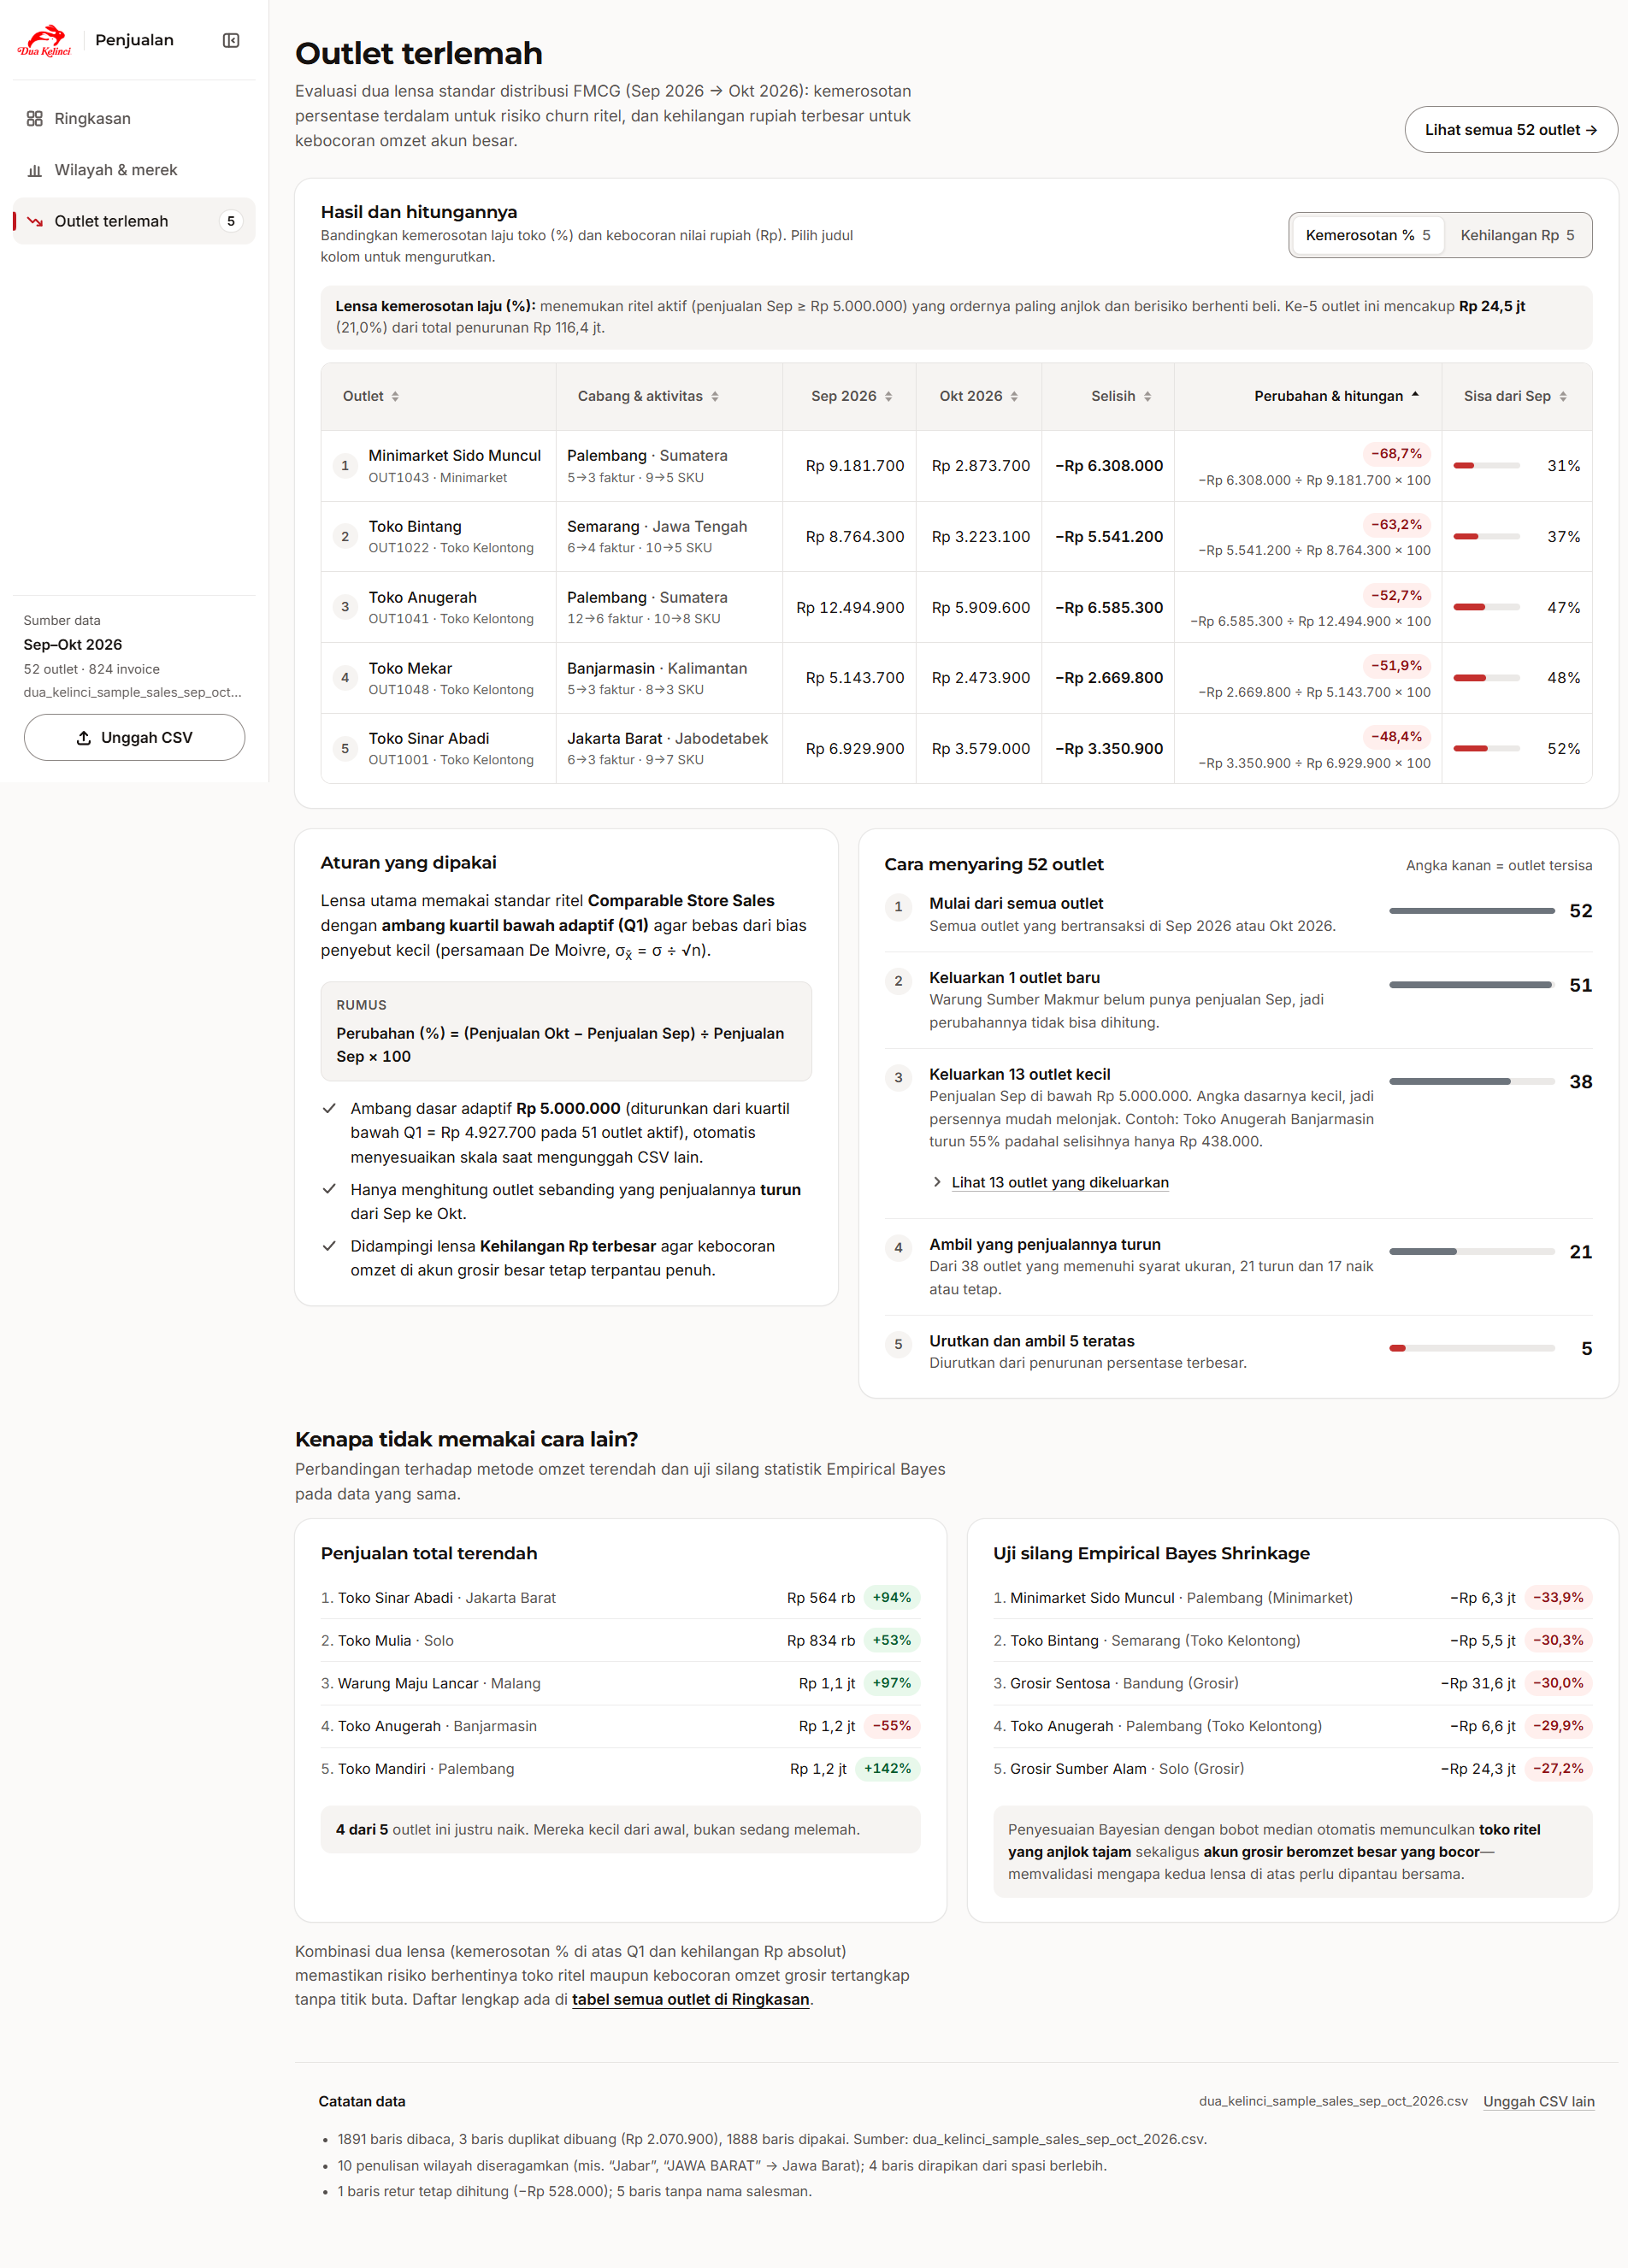 Dua Kelinci
Penjualan
Ringkasan
Wilayah & merek
Outlet terlemah 5
Sumber data
Sep–Okt 2026
52 outlet · 824 invoice
dua_kelinci_sample_sales_sep_oct...
Unggah CSV
Outlet terlemah
Evaluasi dua lensa standar distribusi FMCG (Sep 2026 → Okt 2026): kemerosotan
persentase terdalam untuk risiko churn ritel, dan kehilangan rupiah terbesar untuk
kebocoran omzet akun besar.
Lihat semua 52 outlet →
Hasil dan hitungannya
Bandingkan kemerosotan laju toko (%) dan kebocoran nilai rupiah (Rp). Pilih judul
kolom untuk mengurutkan.
Kemerosotan % 5 Kehilangan Rp 5
Lensa kemerosotan laju (%): menemukan ritel aktif (penjualan Sep ≥ Rp 5.000.000) yang ordernya paling anjlok dan berisiko berhenti beli. Ke-5 outlet ini mencakup Rp 24,5 jt
(21,0%) dari total penurunan Rp 116,4 jt.
Outlet Cabang & aktivitas Sep 2026 Okt 2026 Selisih Perubahan & hitungan Sisa dari Sep
1 Minimarket Sido Muncul Palembang · Sumatera Rp 9.181.700 Rp 2.873.700 −Rp 6.308.000 −68,7% 31%
OUT1043 · Minimarket 5→3 faktur · 9→5 SKU −Rp 6.308.000 ÷ Rp 9.181.700 × 100
2 Toko Bintang Semarang · Jawa Tengah Rp 8.764.300 Rp 3.223.100 −Rp 5.541.200 −63,2% 37%
OUT1022 · Toko Kelontong 6→4 faktur · 10→5 SKU −Rp 5.541.200 ÷ Rp 8.764.300 × 100
3 Toko Anugerah Palembang · Sumatera Rp 12.494.900 Rp 5.909.600 −Rp 6.585.300 −52,7% 47%
OUT1041 · Toko Kelontong 12→6 faktur · 10→8 SKU −Rp 6.585.300 ÷ Rp 12.494.900 × 100
4 Toko Mekar Banjarmasin · Kalimantan Rp 5.143.700 Rp 2.473.900 −Rp 2.669.800 −51,9% 48%
OUT1048 · Toko Kelontong 5→3 faktur · 8→3 SKU −Rp 2.669.800 ÷ Rp 5.143.700 × 100
5 Toko Sinar Abadi Jakarta Barat · Jabodetabek Rp 6.929.900 Rp 3.579.000 −Rp 3.350.900 −48,4% 52%
OUT1001 · Toko Kelontong 6→3 faktur · 9→7 SKU −Rp 3.350.900 ÷ Rp 6.929.900 × 100
Aturan yang dipakai
Lensa utama memakai standar ritel Comparable Store Sales
dengan ambang kuartil bawah adaptif (Q1) agar bebas dari bias
penyebut kecil (persamaan De Moivre, σx̄ = σ ÷ √n).
RUMUS
Perubahan (%) = (Penjualan Okt − Penjualan Sep) ÷ Penjualan
Sep × 100
Ambang dasar adaptif Rp 5.000.000 (diturunkan dari kuartil
bawah Q1 = Rp 4.927.700 pada 51 outlet aktif), otomatis
menyesuaikan skala saat mengunggah CSV lain.
Hanya menghitung outlet sebanding yang penjualannya turun
dari Sep ke Okt.
Didampingi lensa Kehilangan Rp terbesar agar kebocoran
omzet di akun grosir besar tetap terpantau penuh.
Cara menyaring 52 outlet
Angka kanan = outlet tersisa
1 Mulai dari semua outlet 52
Semua outlet yang bertransaksi di Sep 2026 atau Okt 2026.
2 Keluarkan 1 outlet baru 51
Warung Sumber Makmur belum punya penjualan Sep, jadi
perubahannya tidak bisa dihitung.
3 Keluarkan 13 outlet kecil 38
Penjualan Sep di bawah Rp 5.000.000. Angka dasarnya kecil, jadi
persennya mudah melonjak. Contoh: Toko Anugerah Banjarmasin
turun 55% padahal selisihnya hanya Rp 438.000.
Lihat 13 outlet yang dikeluarkan
4 Ambil yang penjualannya turun 21
Dari 38 outlet yang memenuhi syarat ukuran, 21 turun dan 17 naik
atau tetap.
5 Urutkan dan ambil 5 teratas 5
Diurutkan dari penurunan persentase terbesar.
Kenapa tidak memakai cara lain?
Perbandingan terhadap metode omzet terendah dan uji silang statistik Empirical Bayes
pada data yang sama.
Penjualan total terendah
1. Toko Sinar Abadi · Jakarta Barat Rp 564 rb +94%
2. Toko Mulia · Solo Rp 834 rb +53%
3. Warung Maju Lancar · Malang Rp 1,1 jt +97%
4. Toko Anugerah · Banjarmasin Rp 1,2 jt −55%
5. Toko Mandiri · Palembang Rp 1,2 jt +142%
4 dari 5 outlet ini justru naik. Mereka kecil dari awal, bukan sedang melemah.
Uji silang Empirical Bayes Shrinkage
1. Minimarket Sido Muncul · Palembang (Minimarket) −Rp 6,3 jt −33,9%
2. Toko Bintang · Semarang (Toko Kelontong) −Rp 5,5 jt −30,3%
3. Grosir Sentosa · Bandung (Grosir) −Rp 31,6 jt −30,0%
4. Toko Anugerah · Palembang (Toko Kelontong) −Rp 6,6 jt −29,9%
5. Grosir Sumber Alam · Solo (Grosir) −Rp 24,3 jt −27,2%
Penyesuaian Bayesian dengan bobot median otomatis memunculkan toko ritel
yang anjlok tajam sekaligus akun grosir beromzet besar yang bocor—
memvalidasi mengapa kedua lensa di atas perlu dipantau bersama.
Kombinasi dua lensa (kemerosotan % di atas Q1 dan kehilangan Rp absolut)
memastikan risiko berhentinya toko ritel maupun kebocoran omzet grosir tertangkap
tanpa titik buta. Daftar lengkap ada di tabel semua outlet di Ringkasan.
Catatan data
dua_kelinci_sample_sales_sep_oct_2026.csv Unggah CSV lain
• 1891 baris dibaca, 3 baris duplikat dibuang (Rp 2.070.900), 1888 baris dipakai. Sumber: dua_kelinci_sample_sales_sep_oct_2026.csv.
• 10 penulisan wilayah diseragamkan (mis. “Jabar”, “JAWA BARAT” → Jawa Barat); 4 baris dirapikan dari spasi berlebih.
• 1 baris retur tetap dihitung (−Rp 528.000); 5 baris tanpa nama salesman.